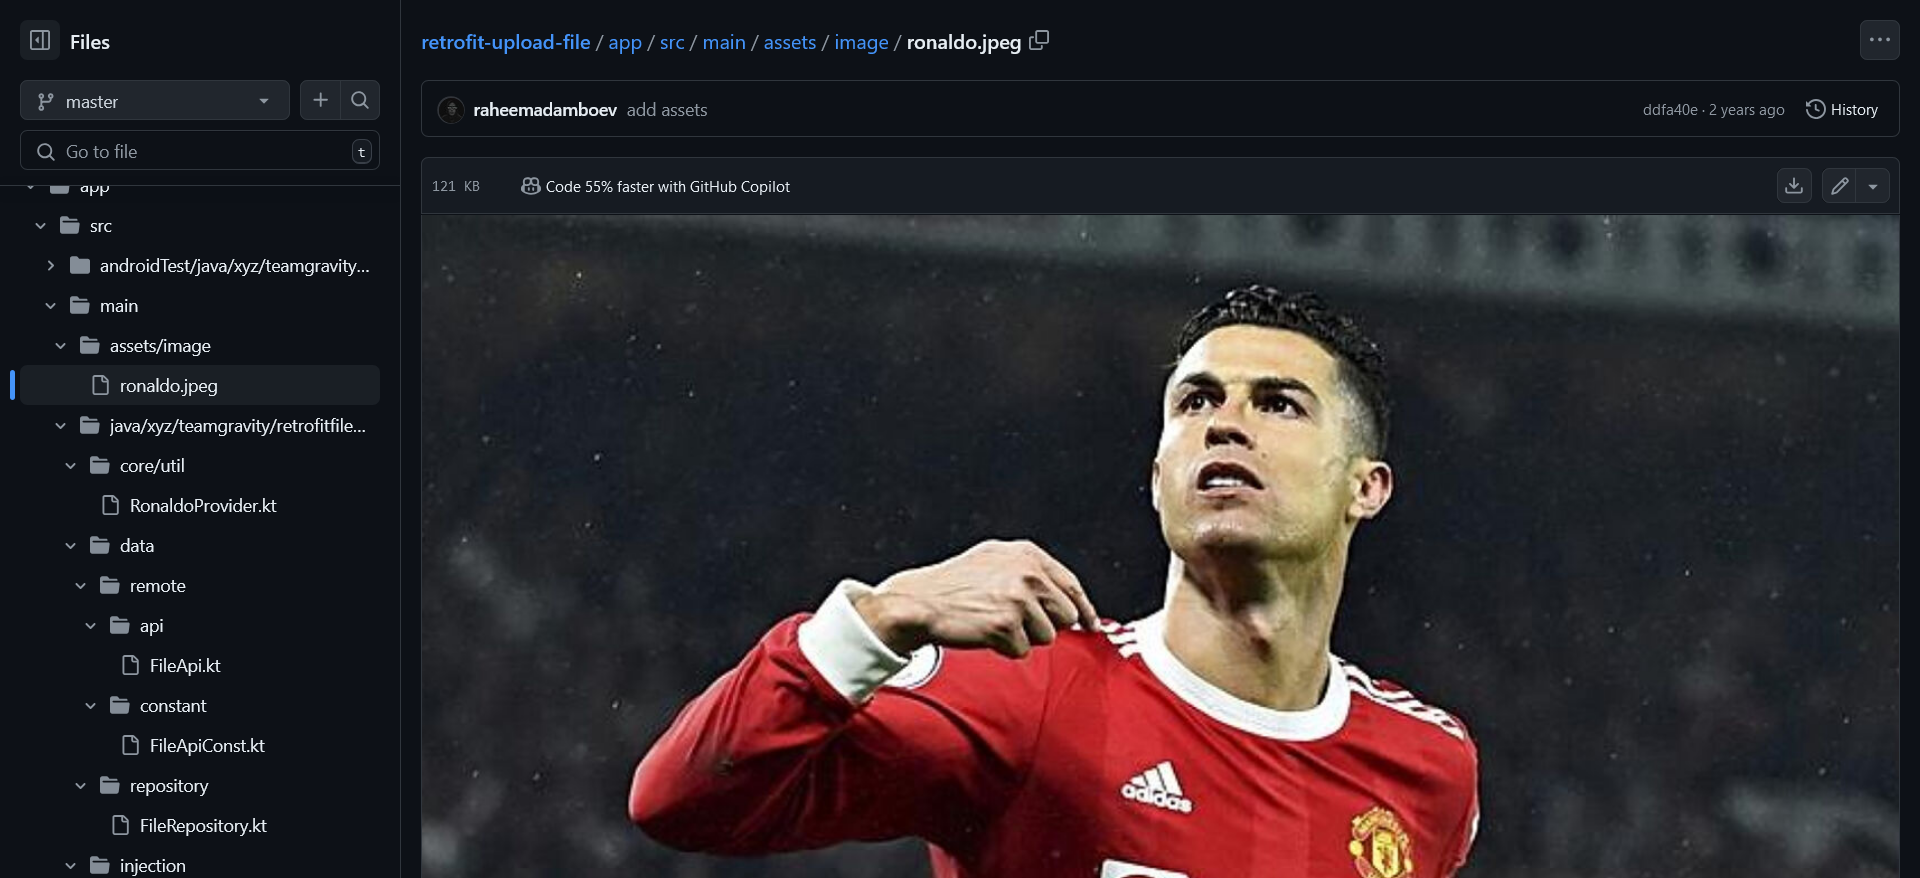 Files
master
Go to file
t
app
src
androidTest/java/xyz/teamgravity...
main
assets/image
ronaldo.jpeg
java/xyz/teamgravity/retrofitfile...
core/util
RonaldoProvider.kt
data
remote
api
FileApi.kt
constant
FileApiConst.kt
repository
FileRepository.kt
injection
retrofit-upload-file / app / src / main / assets / image / ronaldo.jpeg
raheemadamboev add assets
ddfa40e · 2 years ago
History
121 KB
Code 55% faster with GitHub Copilot
adidas